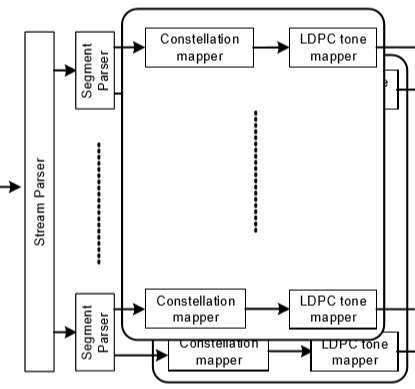 Stream Parser
Segment
Parser
Constellation
mapper
LDPC tone
mapper
Segment
Parser
Constellation
mapper
LDPC tone
mapper
Constellation
mapper
LDPC tone
mapper